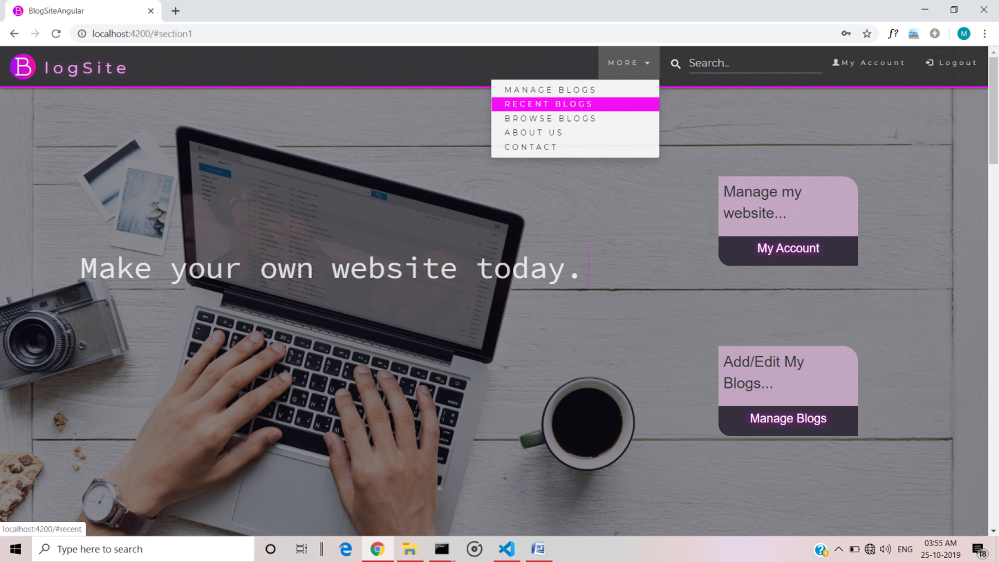 BlogSiteAngular
localhost:4200/#section1
f?
M
B logSite
MORE
Search..
My Account
Logout
MANAGE BLOGS
RECENT BLOGS
BROWSE BLOGS
ABOUT US
CONTACT
Email
Manage my
website...
My Account
Make your own website today.
Add/Edit My
Blogs...
Manage Blogs
delete
localhost:4200/#recent
Type here to search
ENG
03:55 AM
25-10-2019
18